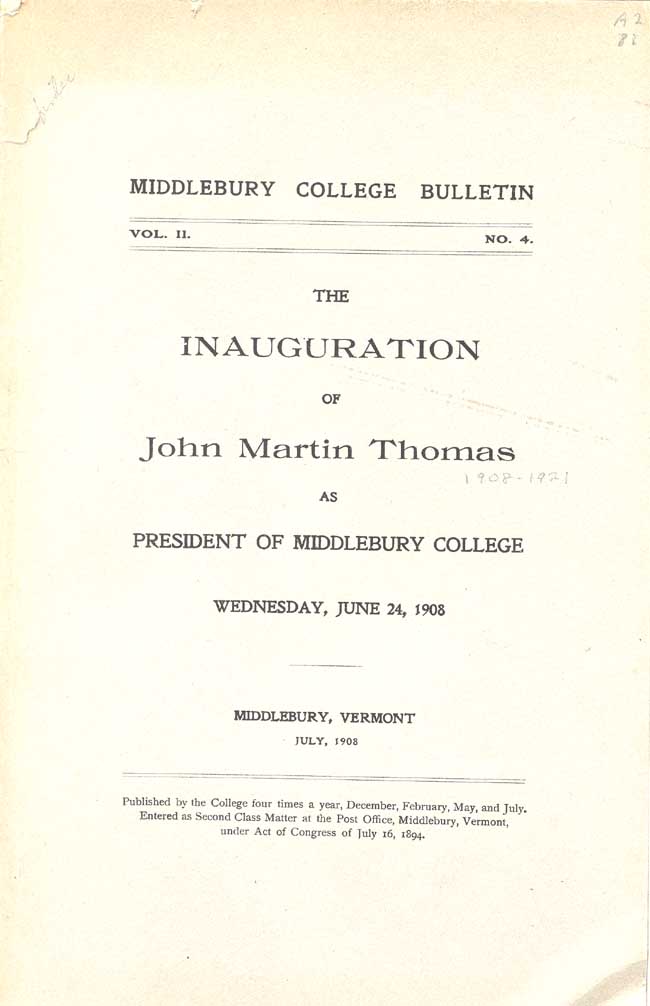 A2
81
MIDDLEBURY COLLEGE BULLETIN
VOL. II.
NO. 4.
THE
INAUGURATION
OF
John Martin Thomas
1908-1921
AS
PRESIDENT OF MIDDLEBURY COLLEGE
WEDNESDAY, JUNE 24, 1908
MIDDLEBURY, VERMONT
JULY, 1908
Published by the College four times a year, December, February, May, and July.
Entered as Second Class Matter at the Post Office, Middlebury, Vermont,
under Act of Congress of July 16, 1894.